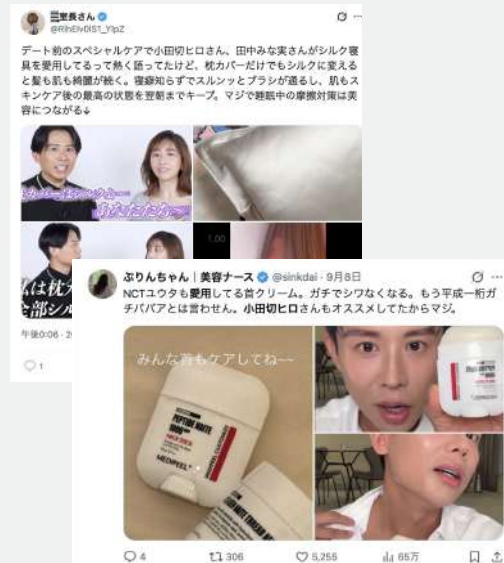 室長さん
@RihElv0lS1_YlpZ
デート前のスペシャルケアで小田切ヒロさん、田中みな実さんがシルク寝
具を愛用してるって熱く語ってたけど、枕カバーだけでもシルクに変える
と髪も肌も綺麗が続く。寝癖知らずでスルンッとブラシが通るし、肌もス
キンケア後の最高の状態を翌朝までキープ。マジで睡眠中の摩擦対策は美
容につながる↓
1.00
午後0:06
1
ぷりんちゃん｜美容ナース @sinkdai · 9月8日
NCTユウタも愛用してる首クリーム。ガチでシワなくなる。もう平成一桁ガ
チババアとは言わせん。小田切ヒロさんもオススメしてたからマジ。
みんな首もケアしてね~~
PEPTIDE NAITE
MEDIPEEL+
4 306 5,255 65万